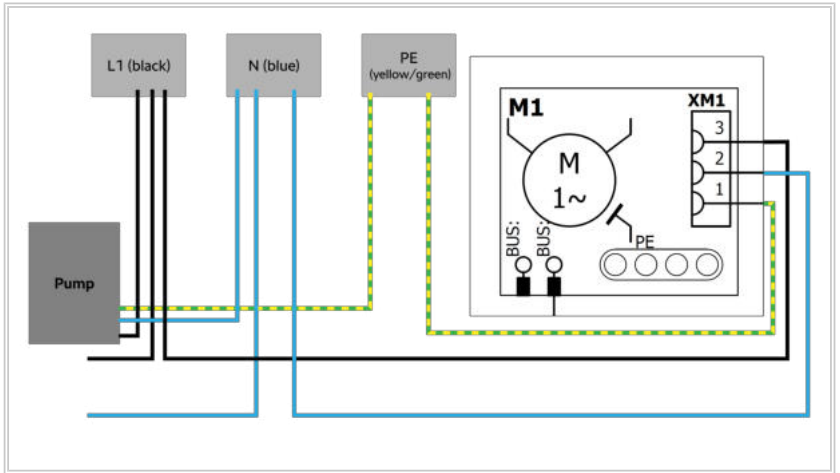 L1 (black)
N (blue)
PE
(yellow/green)
M1
XM1
3
2
1
M
1~
BUS:
BUS:
PE
Pump